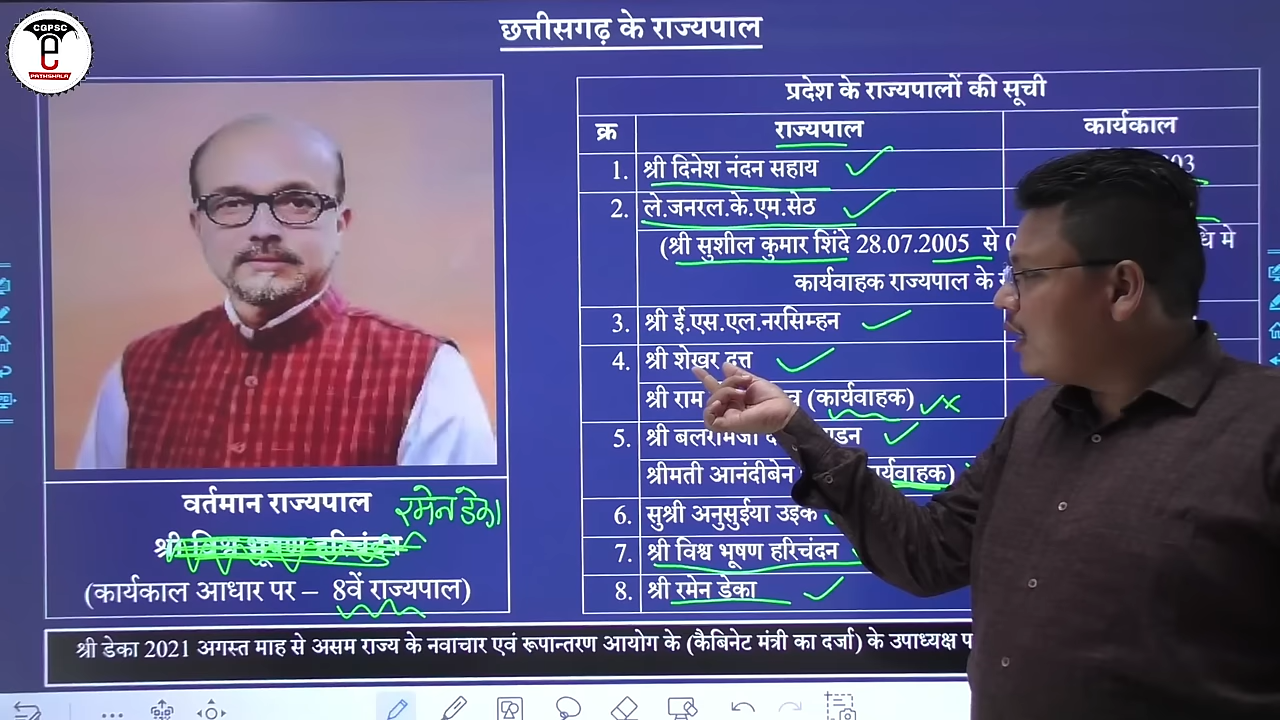 CGPSC
e
PATHSHALA
छत्तीसगढ़ के राज्यपाल
वर्तमान राज्यपाल रमेन डेका
श्री विश्व भूषण हरिचंदन
(कार्यकाल आधार पर – 8वें राज्यपाल)
प्रदेश के राज्यपालों की सूची
क्र राज्यपाल कार्यकाल
1. श्री दिनेश नंदन सहाय
2. ले.जनरल.के.एम.सेठ
(श्री सुशील कुमार शिंदे 28.07.2005 से
कार्यवाहक राज्यपाल के
3. श्री ई.एस.एल.नरसिम्हन
4. श्री शेखर दत्त
श्री राम (कार्यवाहक)
5. श्री बलरामजी
श्रीमती आनंदीबेन
6. सुश्री अनुसुईया उइके
7. श्री विश्व भूषण हरिचंदन
8. श्री रमेन डेका
श्री डेका 2021 अगस्त माह से असम राज्य के नवाचार एवं रूपान्तरण आयोग के (कैबिनेट मंत्री का दर्जा) के उपाध्यक्ष